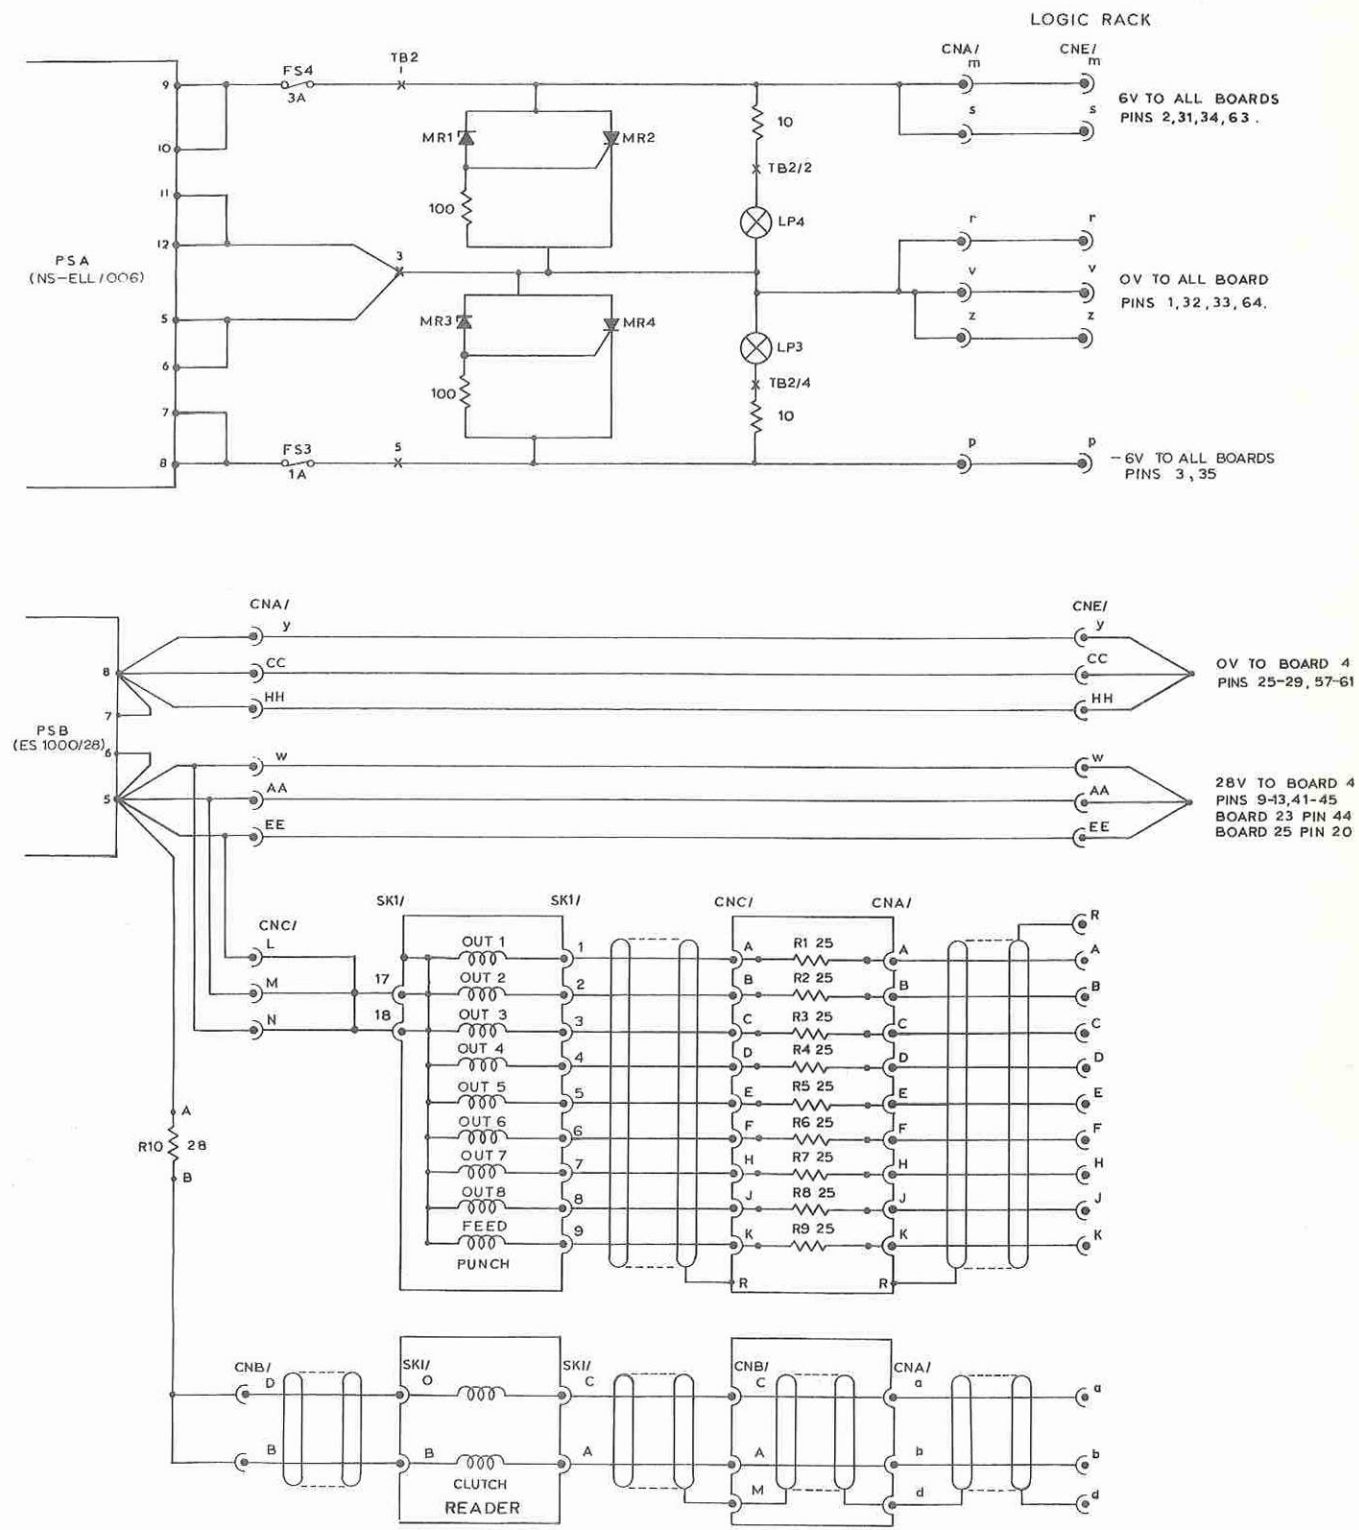 LOGIC RACK
CNA/
CNE/
m
m
TB2
1
FS4
3A
9
6V TO ALL BOARDS
PINS 2,31,34,63 .
s
s
10
MR1
MR2
10
TB2/2
11
100
LP4
r
r
12
3
PSA
(NS-ELL/006)
v
v
0V TO ALL BOARD
PINS 1,32,33,64.
5
MR3
MR4
z
z
LP3
6
TB2/4
100
7
10
FS3
1A
5
8
p
p
-6V TO ALL BOARDS
PINS 3,35
CNA/
CNE/
y
y
8
CC
CC
0V TO BOARD 4
PINS 25-29, 57-61
HH
HH
7
PSB
(ES 1000/28)
6
w
w
5
AA
AA
28V TO BOARD 4
PINS 9-13,41-45
BOARD 23 PIN 44
BOARD 25 PIN 20
EE
EE
SK1/
SK1/
CNC/
CNA/
R
CNC/
L
OUT 1
1
A
R1 25
A
A
M
17
OUT 2
2
B
R2 25
B
B
N
18
OUT 3
3
C
R3 25
C
C
OUT 4
4
D
R4 25
D
D
OUT 5
5
E
R5 25
E
E
A
R10
28
B
OUT 6
6
F
R6 25
F
F
OUT 7
7
H
R7 25
H
H
OUT 8
8
J
R8 25
J
J
FEED
9
K
R9 25
K
K
PUNCH
R
R
CNB/
D
SK1/
O
SK1/
C
CNB/
C
CNA/
a
a
B
B
A
A
b
b
CLUTCH
M
d
d
READER